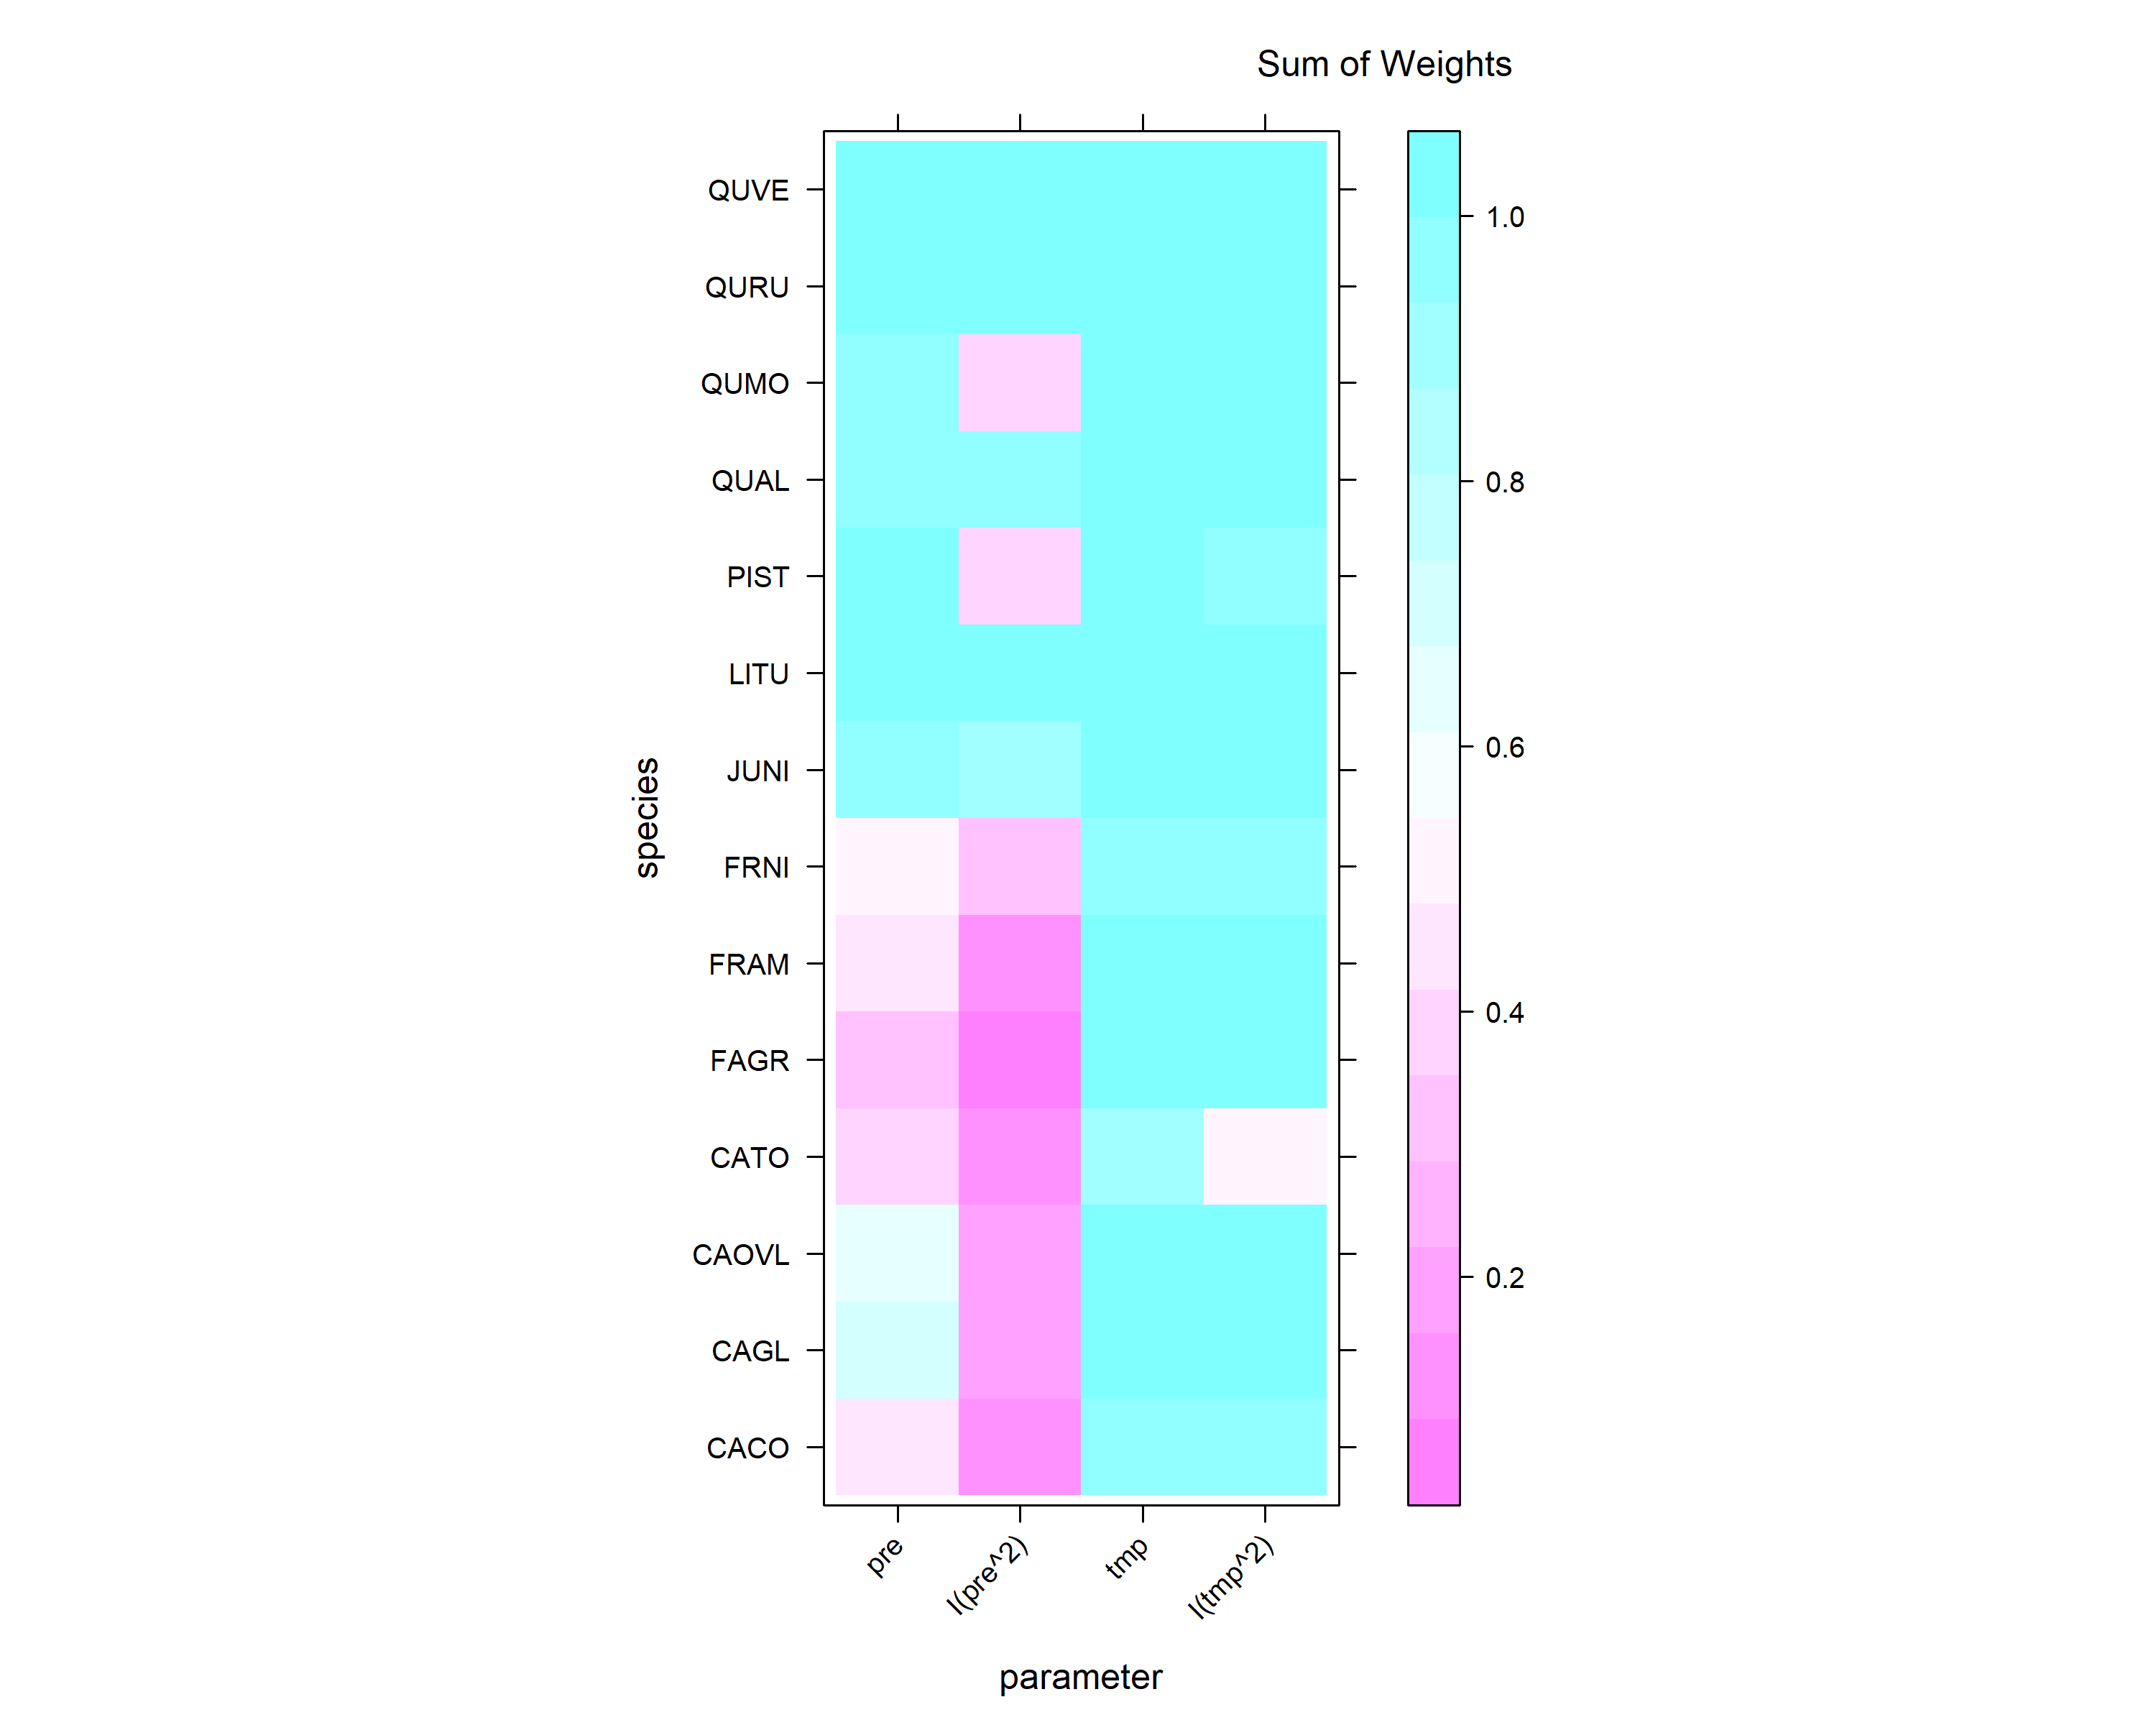 Sum of Weights
QUVE
QURU
QUMO
QUAL
PIST
LITU
JUNI
FRNI
FRAM
FAGR
CATO
CAOVL
CAGL
CACO
species
pre
I(pre^2)
tmp
I(tmp^2)
parameter
1.0
0.8
0.6
0.4
0.2